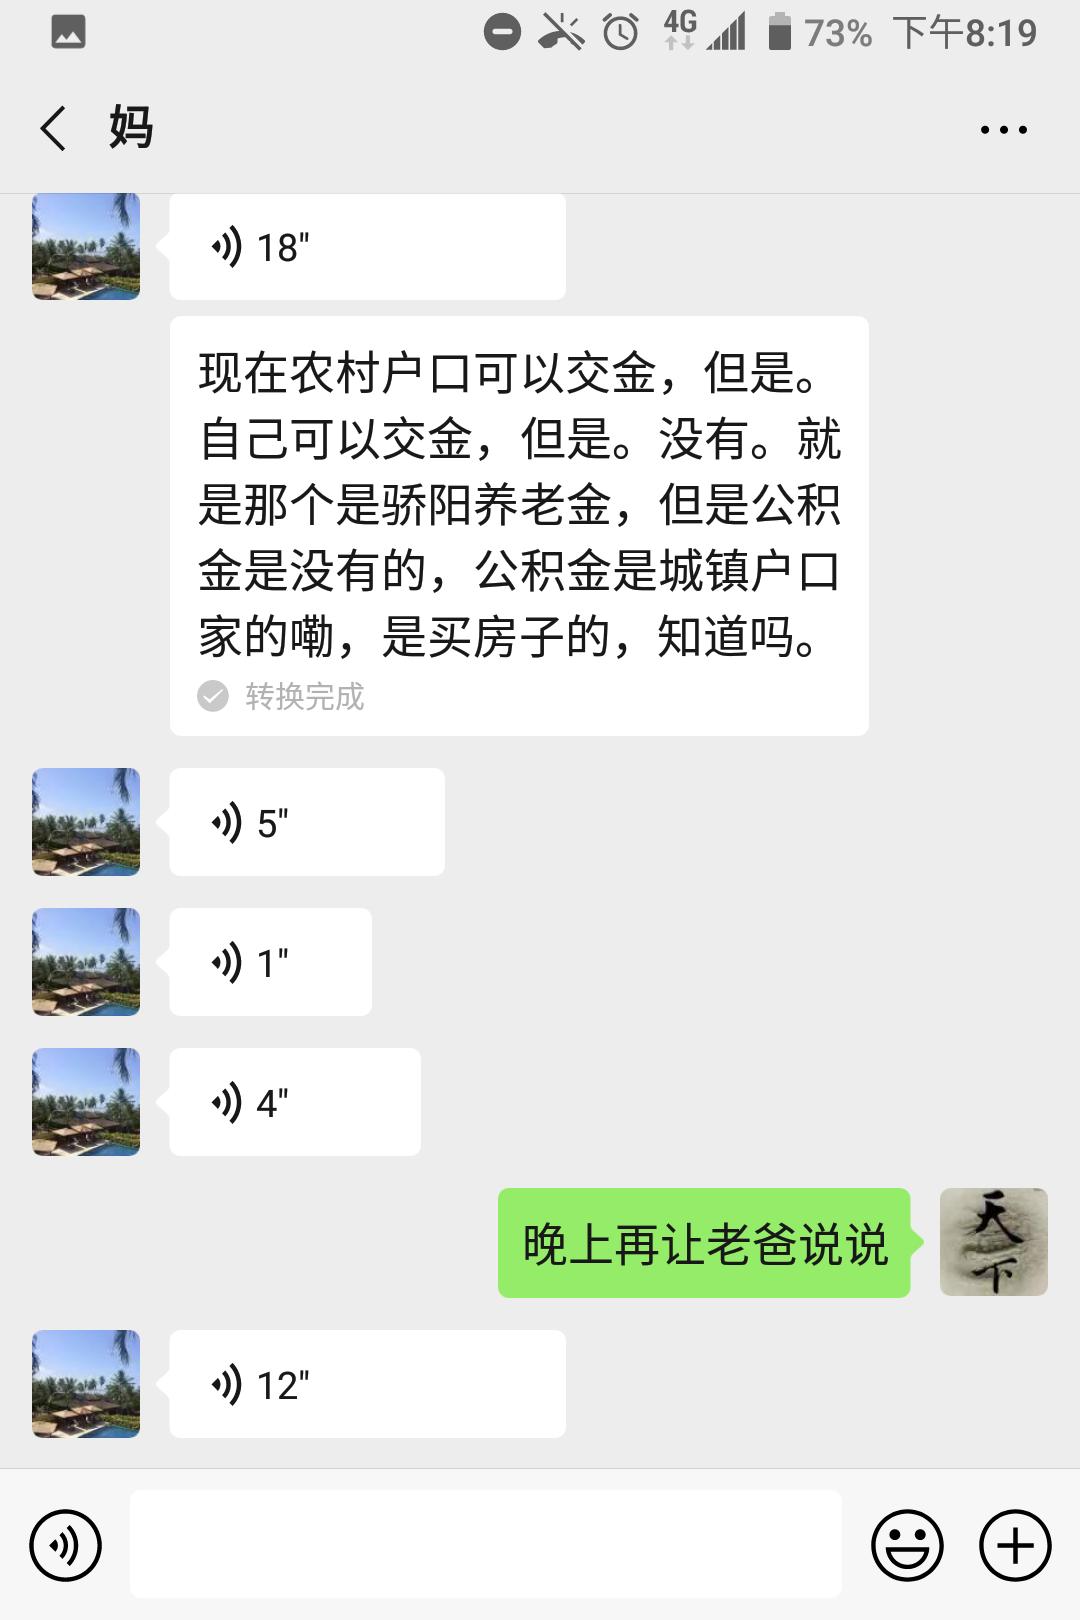 4G 73% 下午8:19
妈
18"
现在农村户口可以交金，但是。
自己可以交金，但是。没有。就
是那个是骄阳养老金，但是公积
金是没有的，公积金是城镇户口
家的嘞，是买房子的，知道吗。
转换完成
5"
1"
4"
晚上再让老爸说说
天下
12"